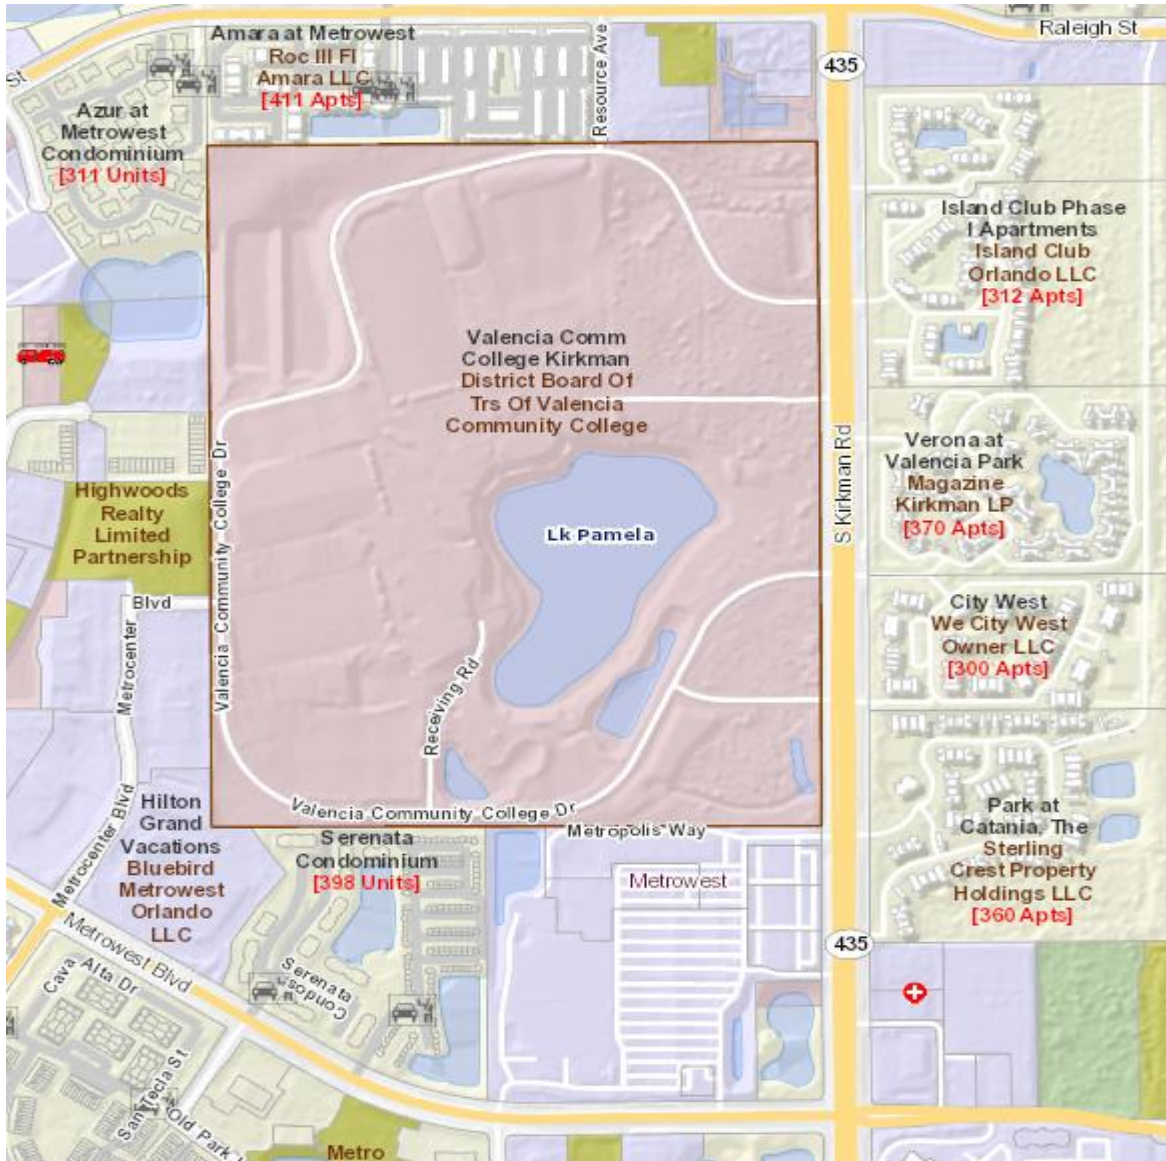 Raleigh St
St
Amara at Metrowest
Roc III Fl
Amara LLC
[411 Apts]
Resource Ave
435
Azur at
Metrowest
Condominium
[311 Units]
Island Club Phase
I Apartments
Island Club
Orlando LLC
[312 Apts]
Valencia Comm
College Kirkman
District Board Of
Trs Of Valencia
Community College
Verona at
Valencia Park
Magazine
Kirkman LP
[370 Apts]
S Kirkman Rd
Valencia Community College Dr
Highwoods
Realty
Limited
Partnership
Lk Pamela
Blvd
Metrocenter
City West
We City West
Owner LLC
[300 Apts]
Receiving Rd
Metrocenter Blvd
Hilton
Grand
Vacations
Bluebird
Metrowest
Orlando
LLC
Valencia Community College Dr
Metropolis Way
Serenata
Condominium
[398 Units]
Metrowest
Park at
Catania, The
Sterling
Crest Property
Holdings LLC
[360 Apts]
435
Metrowest Blvd
Cava Alta Dr
Serenata
Condos
San Tecla St
Old Park
Metro